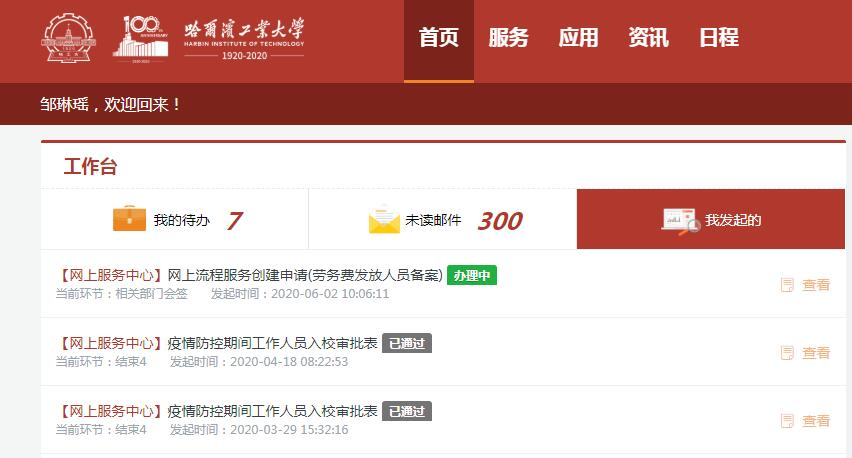 100
TH
ANNIVERSARY
1920-2020
哈爾濱工業大學
HARBIN INSTITUTE OF TECHNOLOGY
1920-2020
首页 服务 应用 资讯 日程
邹琳瑶，欢迎回来！
工作台
我的待办 7 未读邮件 300 我发起的
【网上服务中心】网上流程服务创建申请(劳务费发放人员备案) 办理中
当前环节：相关部门会签 发起时间：2020-06-02 10:06:11 查看
【网上服务中心】疫情防控期间工作人员入校审批表 已通过
当前环节：结束4 发起时间：2020-04-18 08:22:53 查看
【网上服务中心】疫情防控期间工作人员入校审批表 已通过
当前环节：结束4 发起时间：2020-03-29 15:32:16 查看